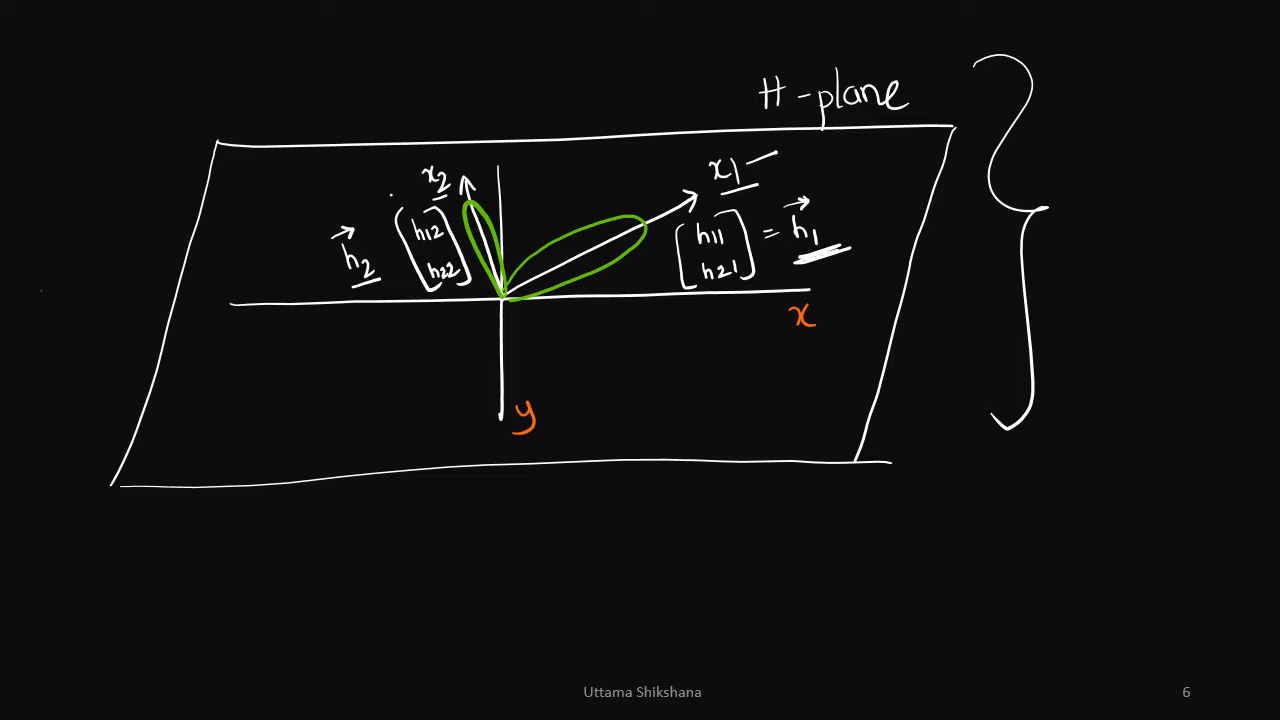 H-plane
x2
x1
h12
h22
h2
h11
h21
= h1
x
y
Uttama Shikshana
6